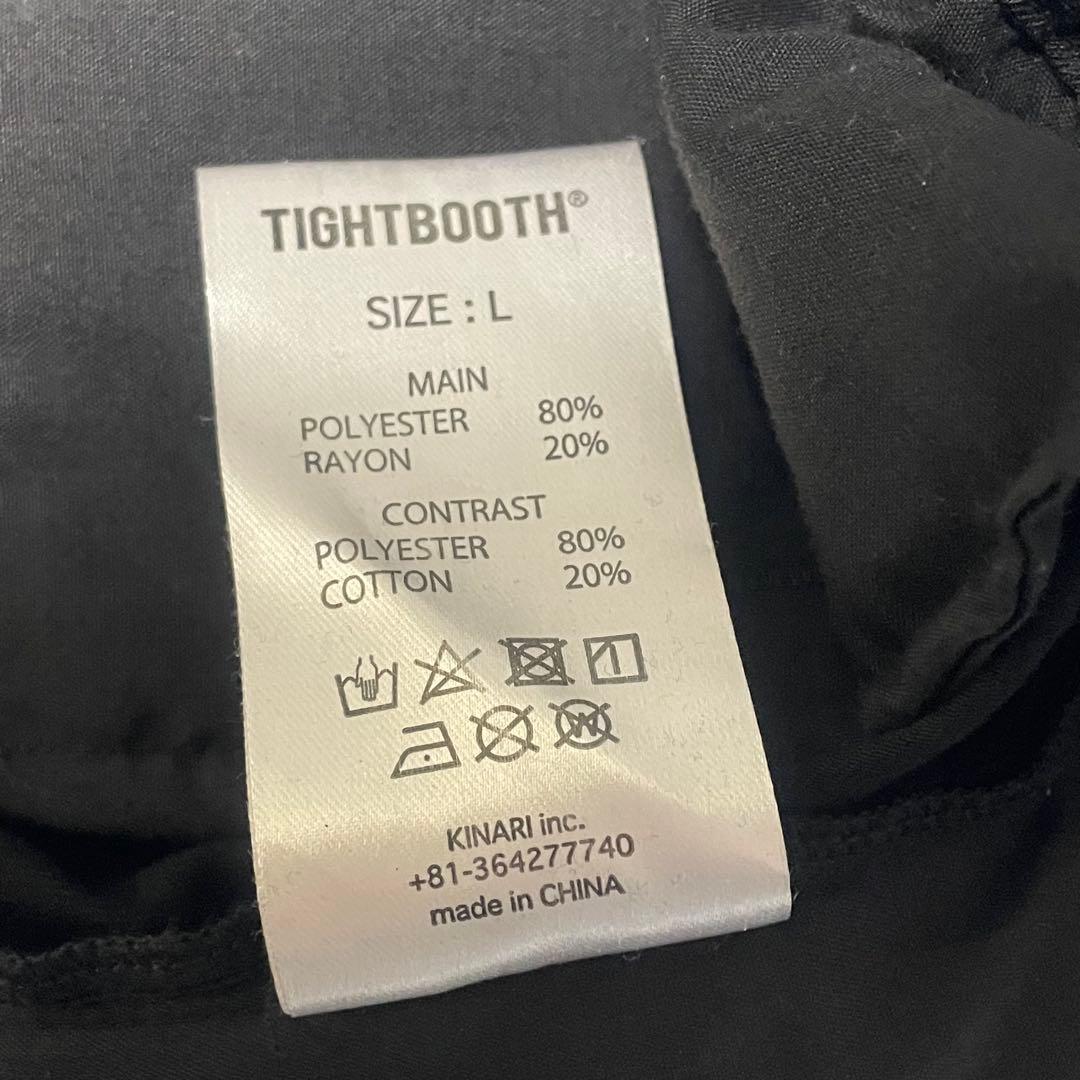 TIGHTBOOTH®
SIZE : L
MAIN
POLYESTER 80%
RAYON 20%
CONTRAST
POLYESTER 80%
COTTON 20%
W
KINARI inc.
+81-364277740
made in CHINA